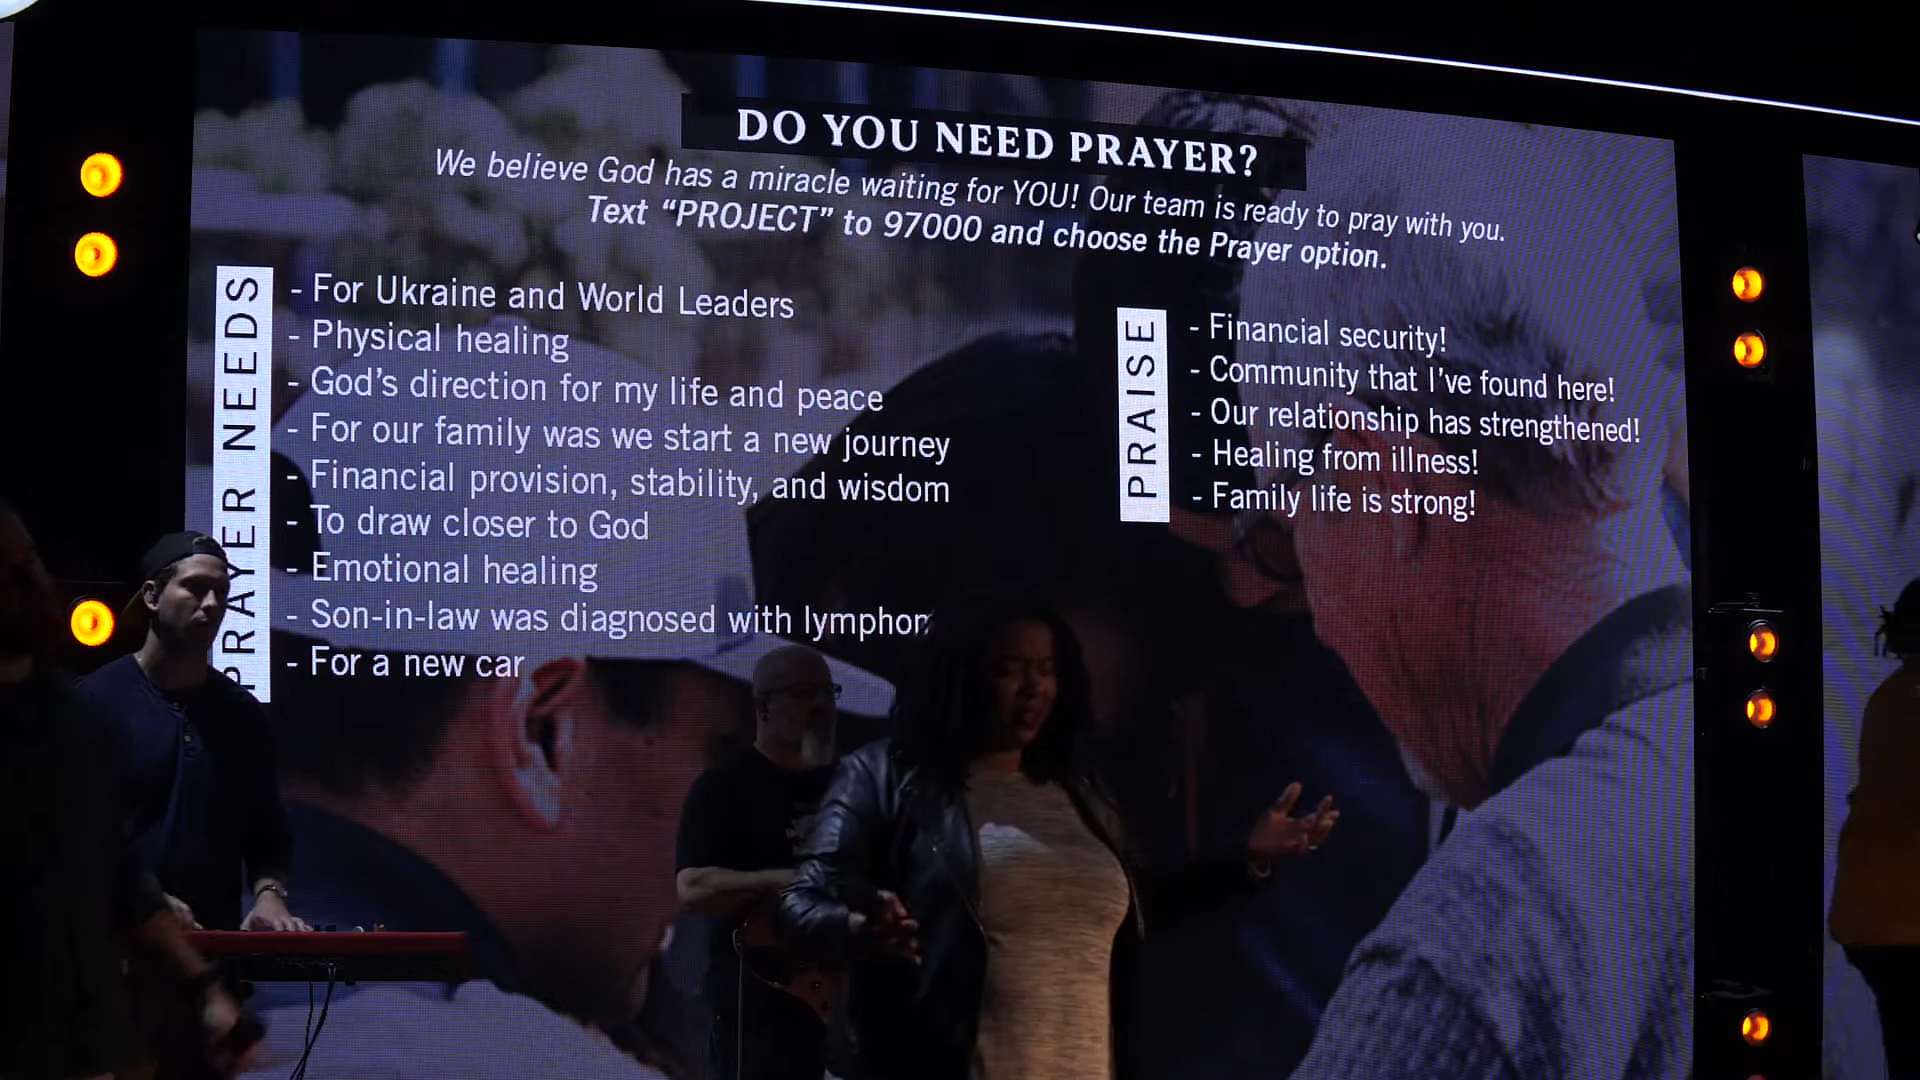 DO YOU NEED PRAYER?
We believe God has a miracle waiting for YOU! Our team is ready to pray with you.
Text “PROJECT” to 97000 and choose the Prayer option.
PRAYER NEEDS
- For Ukraine and World Leaders
- Physical healing
- God’s direction for my life and peace
- For our family was we start a new journey
- Financial provision, stability, and wisdom
- To draw closer to God
- Emotional healing
- Son-in-law was diagnosed with
- For a new car
PRAISE
- Financial security!
- Community that I’ve found here!
- Our relationship has strengthened!
- Healing from illness!
- Family life is strong!